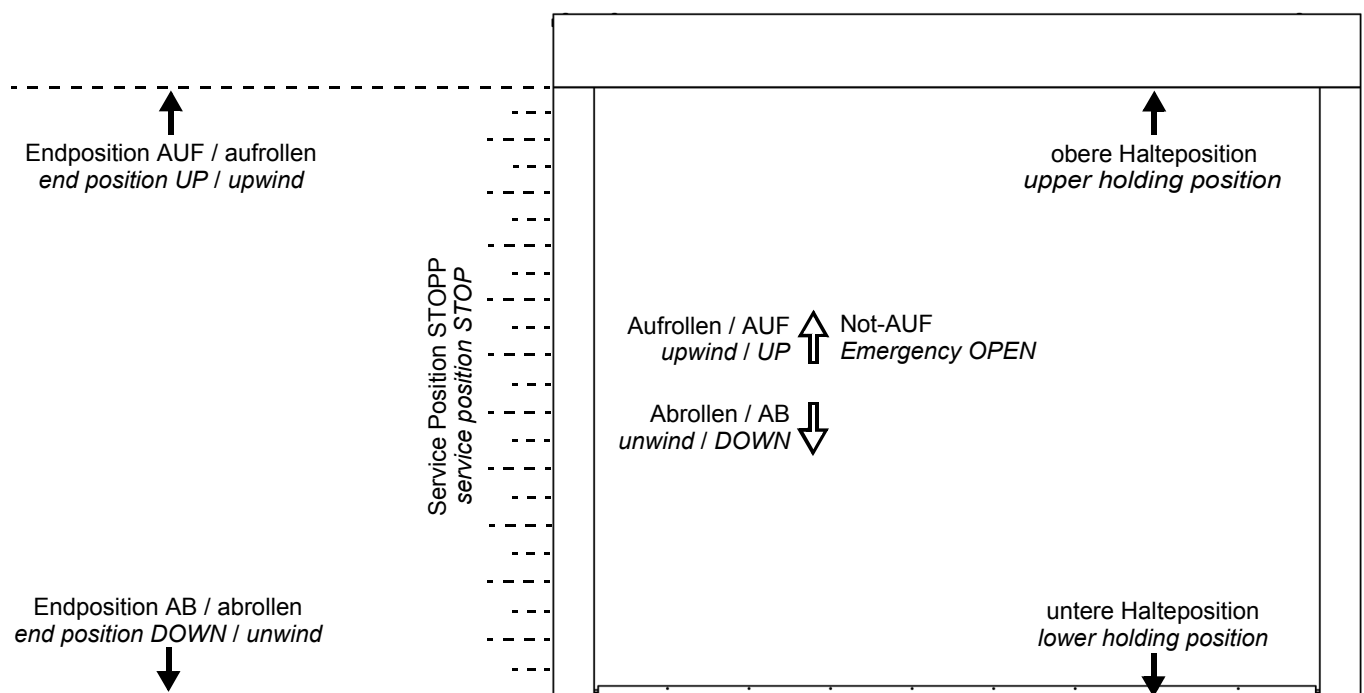 Endposition AUF / aufrollen
end position UP / upwind
obere Halteposition
upper holding position
Service Position STOPP
service position STOP
Aufrollen / AUF
upwind / UP
Not-AUF
Emergency OPEN
Abrollen / AB
unwind / DOWN
Endposition AB / abrollen
end position DOWN / unwind
untere Halteposition
lower holding position